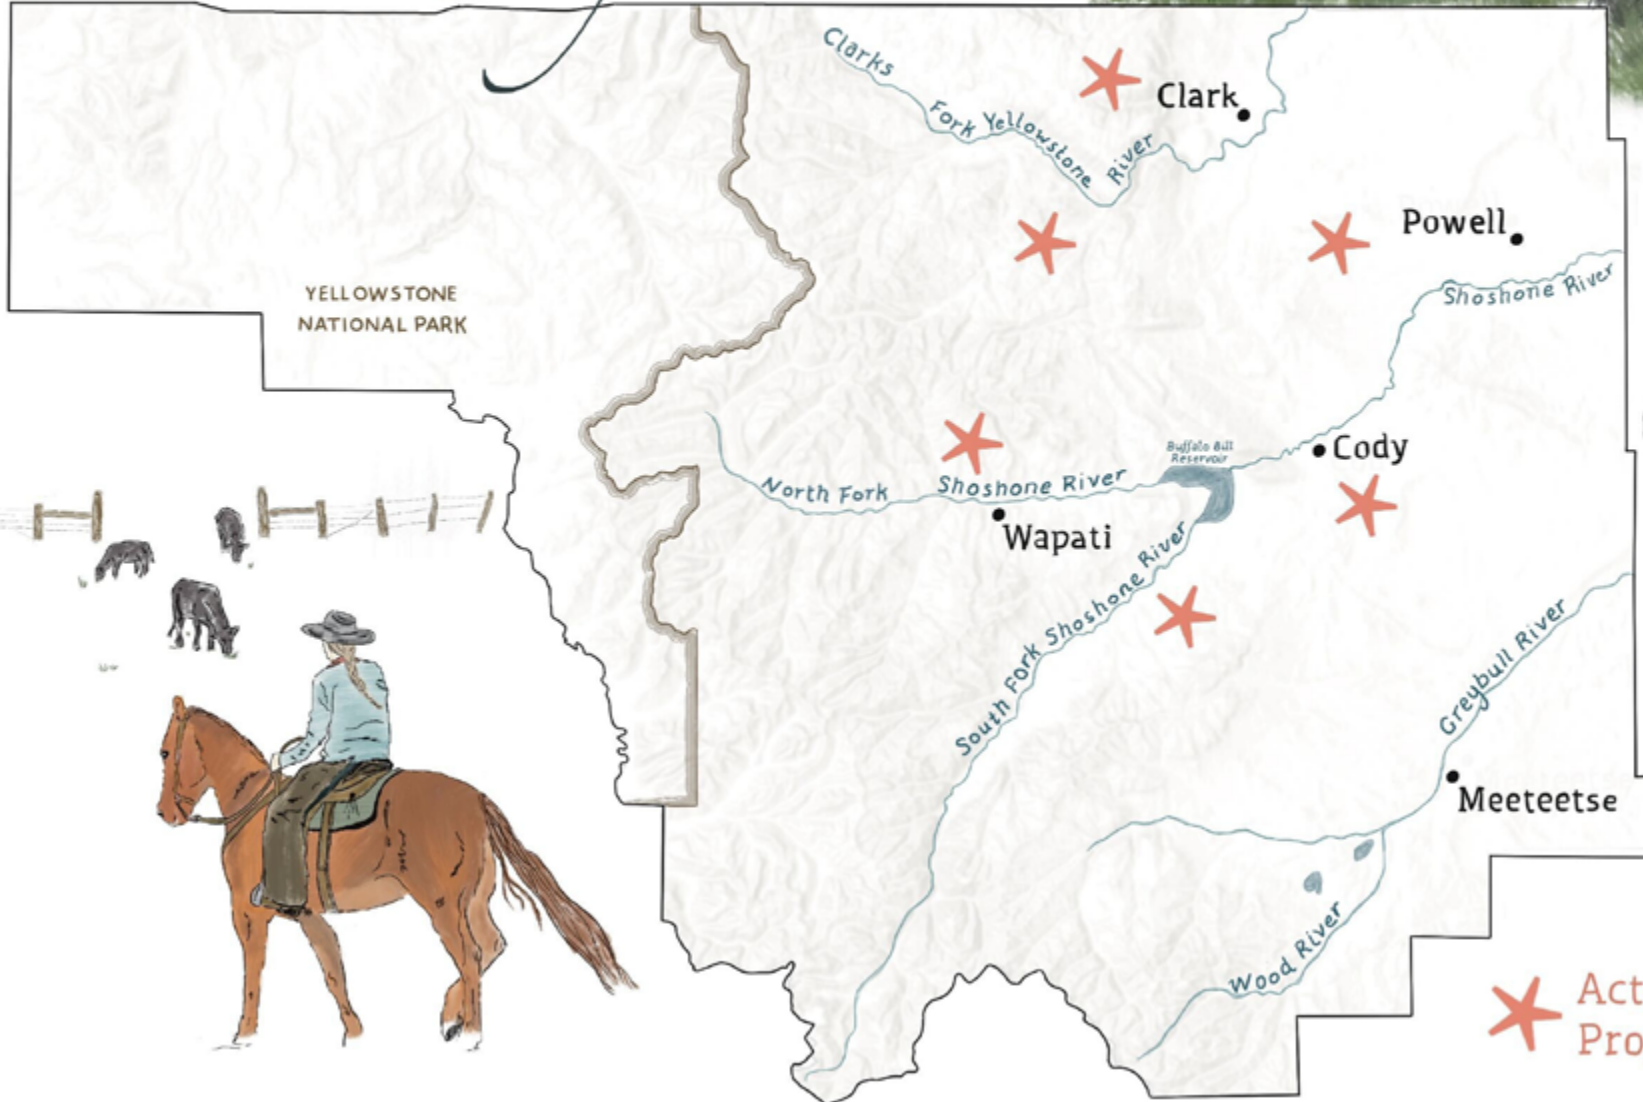 Clarks
Fork Yellowstone River
Clark
Powell
Shoshone River
YELLOWSTONE
NATIONAL PARK
Buffalo Bill
Reservoir
Cody
North Fork Shoshone River
Wapati
South Fork Shoshone River
Greybull River
Meeteetse
Wood River
Act
Pro